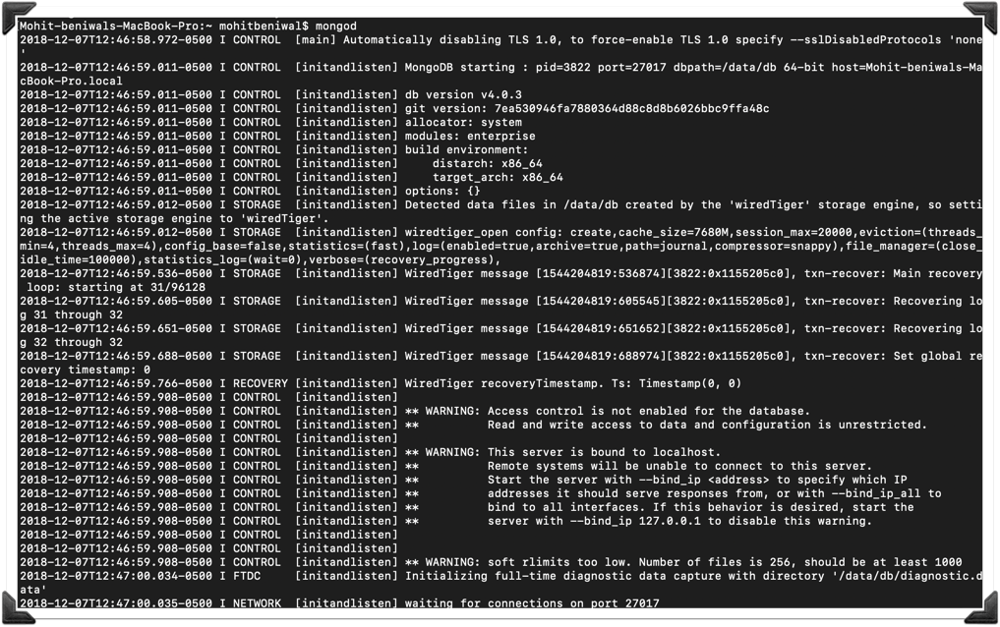 Mohit-beniwals-MacBook-Pro:~ mohitbeniwal$ mongod
2018-12-07T12:46:58.972-0500 I CONTROL  [main] Automatically disabling TLS 1.0, to force-enable TLS 1.0 specify --sslDisabledProtocols 'none
'
2018-12-07T12:46:59.011-0500 I CONTROL  [initandlisten] MongoDB starting : pid=3822 port=27017 dbpath=/data/db 64-bit host=Mohit-beniwals-Ma
cBook-Pro.local
2018-12-07T12:46:59.011-0500 I CONTROL  [initandlisten] db version v4.0.3
2018-12-07T12:46:59.011-0500 I CONTROL  [initandlisten] git version: 7ea530946fa7880364d88c8d8b6026bbc9ffa48c
2018-12-07T12:46:59.011-0500 I CONTROL  [initandlisten] allocator: system
2018-12-07T12:46:59.011-0500 I CONTROL  [initandlisten] modules: enterprise
2018-12-07T12:46:59.011-0500 I CONTROL  [initandlisten] build environment:
2018-12-07T12:46:59.011-0500 I CONTROL  [initandlisten]     distarch: x86_64
2018-12-07T12:46:59.011-0500 I CONTROL  [initandlisten]     target_arch: x86_64
2018-12-07T12:46:59.011-0500 I CONTROL  [initandlisten] options: {}
2018-12-07T12:46:59.012-0500 I STORAGE  [initandlisten] Detected data files in /data/db created by the 'wiredTiger' storage engine, so setti
ng the active storage engine to 'wiredTiger'.
2018-12-07T12:46:59.012-0500 I STORAGE  [initandlisten] wiredtiger_open config: create,cache_size=7680M,session_max=20000,eviction=(threads_
min=4,threads_max=4),config_base=false,statistics=(fast),log=(enabled=true,archive=true,path=journal,compressor=snappy),file_manager=(close_
idle_time=100000),statistics_log=(wait=0),verbose=(recovery_progress),
2018-12-07T12:46:59.536-0500 I STORAGE  [initandlisten] WiredTiger message [1544204819:536874][3822:0x1155205c0], txn-recover: Main recovery
 loop: starting at 31/96128
2018-12-07T12:46:59.605-0500 I STORAGE  [initandlisten] WiredTiger message [1544204819:605545][3822:0x1155205c0], txn-recover: Recovering lo
g 31 through 32
2018-12-07T12:46:59.651-0500 I STORAGE  [initandlisten] WiredTiger message [1544204819:651652][3822:0x1155205c0], txn-recover: Recovering lo
g 32 through 32
2018-12-07T12:46:59.688-0500 I STORAGE  [initandlisten] WiredTiger message [1544204819:688974][3822:0x1155205c0], txn-recover: Set global re
covery timestamp: 0
2018-12-07T12:46:59.766-0500 I RECOVERY [initandlisten] WiredTiger recoveryTimestamp. Ts: Timestamp(0, 0)
2018-12-07T12:46:59.908-0500 I CONTROL  [initandlisten]
2018-12-07T12:46:59.908-0500 I CONTROL  [initandlisten] ** WARNING: Access control is not enabled for the database.
2018-12-07T12:46:59.908-0500 I CONTROL  [initandlisten] **          Read and write access to data and configuration is unrestricted.
2018-12-07T12:46:59.908-0500 I CONTROL  [initandlisten]
2018-12-07T12:46:59.908-0500 I CONTROL  [initandlisten] ** WARNING: This server is bound to localhost.
2018-12-07T12:46:59.908-0500 I CONTROL  [initandlisten] **          Remote systems will be unable to connect to this server.
2018-12-07T12:46:59.908-0500 I CONTROL  [initandlisten] **          Start the server with --bind_ip <address> to specify which IP
2018-12-07T12:46:59.908-0500 I CONTROL  [initandlisten] **          addresses it should serve responses from, or with --bind_ip_all to
2018-12-07T12:46:59.908-0500 I CONTROL  [initandlisten] **          bind to all interfaces. If this behavior is desired, start the
2018-12-07T12:46:59.908-0500 I CONTROL  [initandlisten] **          server with --bind_ip 127.0.0.1 to disable this warning.
2018-12-07T12:46:59.908-0500 I CONTROL  [initandlisten]
2018-12-07T12:46:59.908-0500 I CONTROL  [initandlisten]
2018-12-07T12:46:59.908-0500 I CONTROL  [initandlisten] ** WARNING: soft rlimits too low. Number of files is 256, should be at least 1000
2018-12-07T12:47:00.034-0500 I FTDC     [initandlisten] Initializing full-time diagnostic data capture with directory '/data/db/diagnostic.d
ata'
2018-12-07T12:47:00.035-0500 I NETWORK  [initandlisten] waiting for connections on port 27017